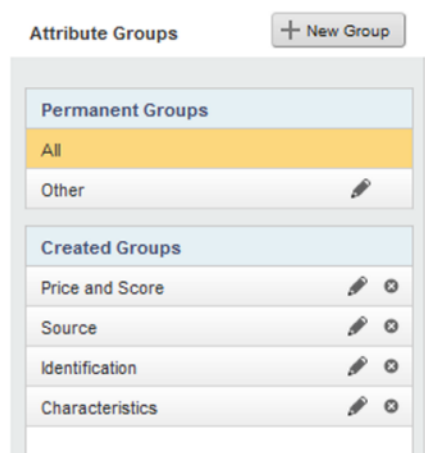 Attribute Groups
New Group
Permanent Groups
All
Other
Created Groups
Price and Score
Source
Identification
Characteristics